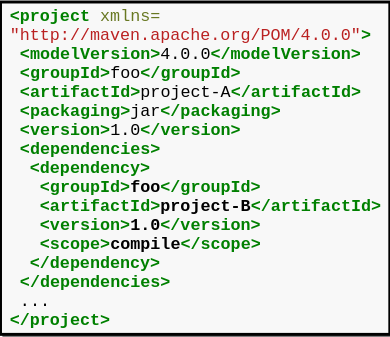 <project xmlns=
"http://maven.apache.org/POM/4.0.0">
<modelVersion>4.0.0</modelVersion>
<groupId>foo</groupId>
<artifactId>project-A</artifactId>
<packaging>jar</packaging>
<version>1.0</version>
<dependencies>
<dependency>
<groupId>foo</groupId>
<artifactId>project-B</artifactId>
<version>1.0</version>
<scope>compile</scope>
</dependency>
</dependencies>
...
</project>